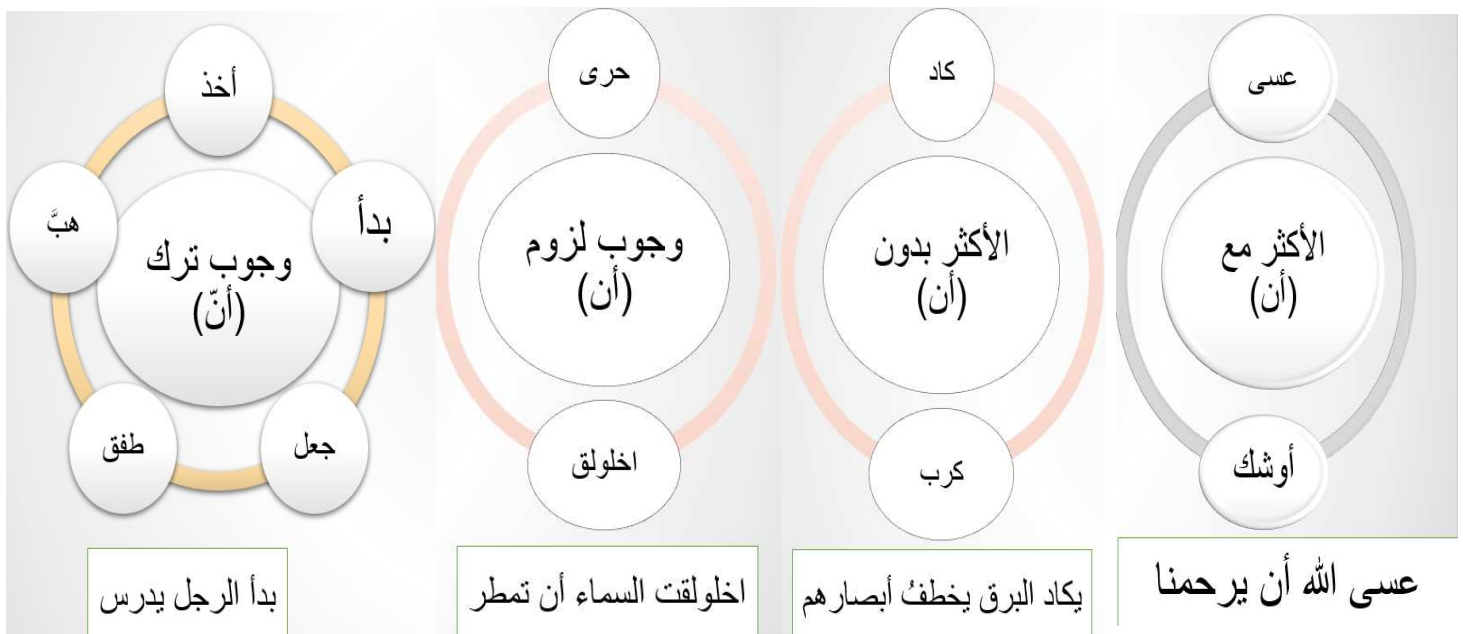 عسى
الأكثر مع
(أن)
أوشك
عسى الله أن يرحمنا
كاد
الأكثر بدون
(أن)
كرب
يكاد البرق يخطفُ أبصارهم
حرى
وجوب لزوم
(أن)
اخلولق
اخلولقت السماء أن تمطر
أخذ
بدأ
هبَّ
وجوب ترك
(أنّ)
جعل
طفق
بدأ الرجل يدرس